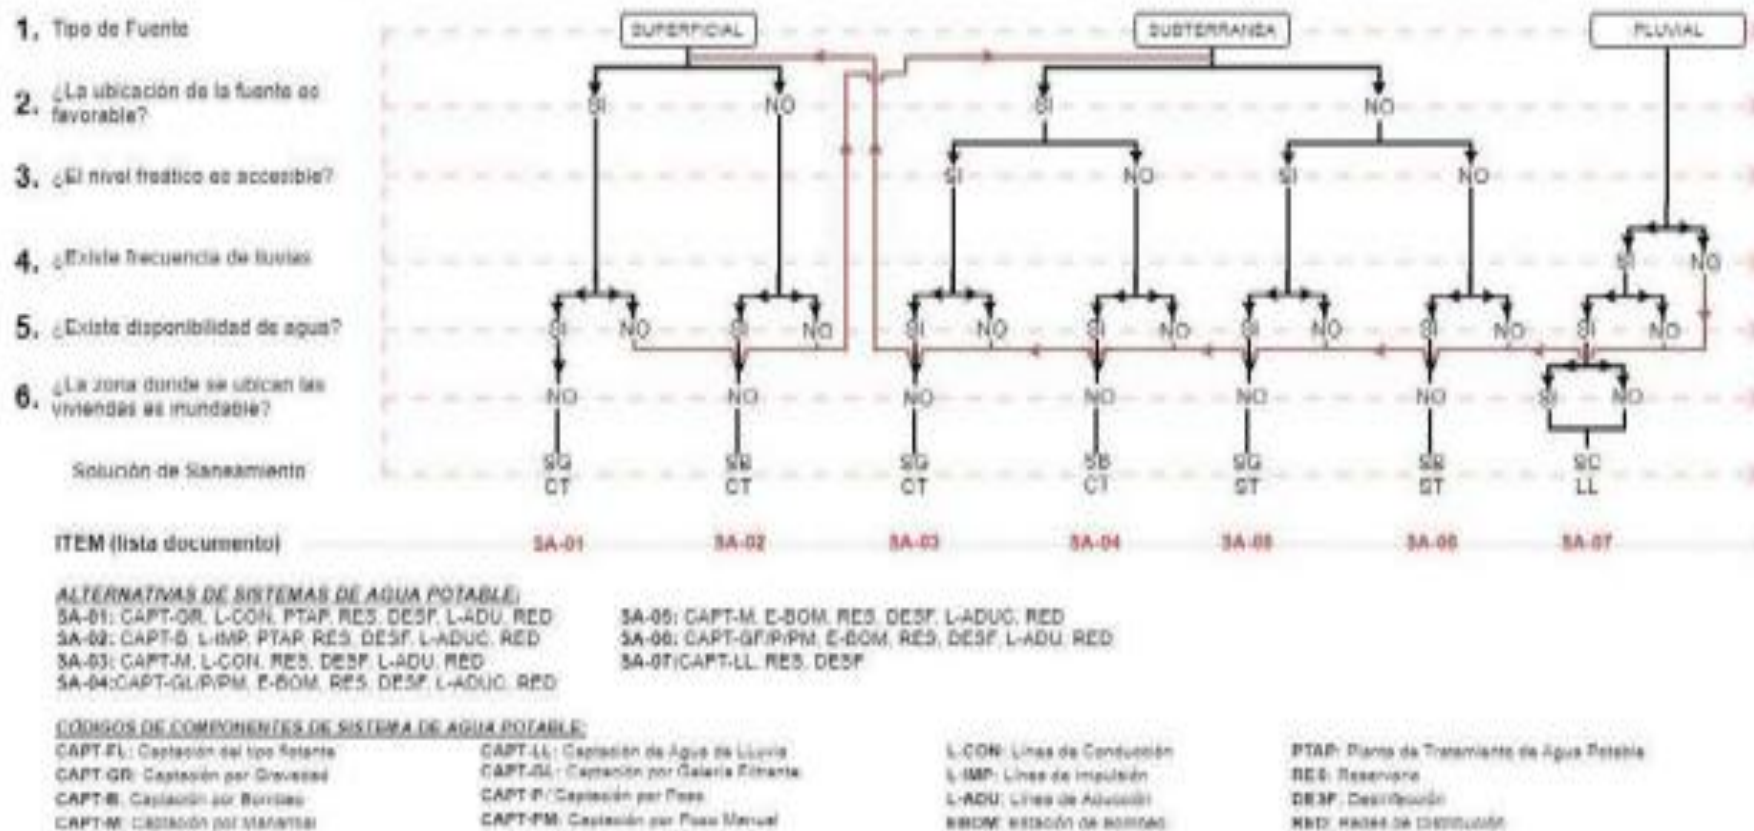 1. Tipo de Fuente SUPERFICIAL SUBTERRANEA PLUVIAL
2. ¿La ubicación de la fuente es
favorable?
SI NO SI NO
3. ¿El nivel freático es accesible? SI NO SI NO
4. ¿Existe frecuencia de lluvias SI NO
5. ¿Existe disponibilidad de agua? SI NO SI NO SI NO SI NO SI NO SI NO SI NO
6. ¿La zona donde se ubican las
viviendas es inundable?
NO NO NO NO NO NO SI NO
Solución de Saneamiento
SG SB SG SB SG SB SC
CT CT CT CT ST ST LL
ITEM (lista documento) SA-01 SA-02 SA-03 SA-04 SA-05 SA-06 SA-07
ALTERNATIVAS DE SISTEMAS DE AGUA POTABLE:
SA-01: CAPT-GR, L-CON, PTAP, RES, DESF, L-ADU, RED
SA-02: CAPT-B, L-IMP, PTAP, RES, DESF, L-ADUC, RED
SA-03: CAPT-M, L-CON, RES, DESF, L-ADU, RED
SA-04:CAPT-GL/P/PM, E-BOM, RES, DESF, L-ADUC, RED
SA-05: CAPT-M, E-BOM, RES, DESF, L-ADUC, RED
SA-06: CAPT-GF/P/PM, E-BOM, RES, DESF, L-ADU, RED
SA-07:CAPT-LL, RES, DESF
CÓDIGOS DE COMPONENTES DE SISTEMA DE AGUA POTABLE:
CAPT-FL: Captación del tipo flotante
CAPT-GR: Captación por Gravedad
CAPT-B: Captación por Bombeo
CAPT-M: Captación por Manantial
CAPT-LL: Captación de Agua de LLuvia
CAPT-GL: Captación por Galería Filtrante
CAPT-P: Captación por Pozo
CAPT-PM: Captación por Pozo Manual
L-CON: Línea de Conducción
L-IMP: Línea de Impulsión
L-ADU: Línea de Aducción
EBOM: Estación de Bombeo
PTAP: Planta de Tratamiento de Agua Potable
RES: Reservorio
DESF: Desinfección
RED: Redes de Distribución